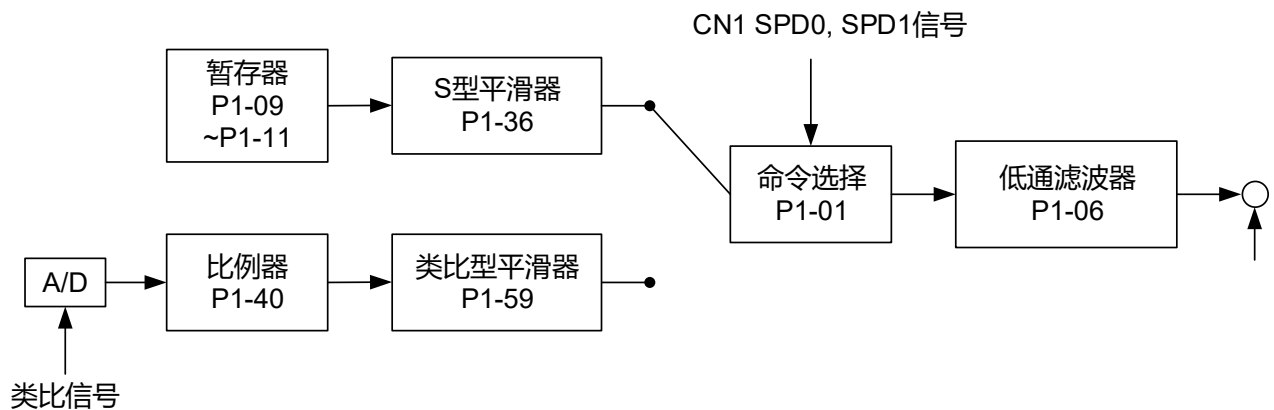 CN1 SPD0, SPD1信号
暂存器
P1-09
~P1-11
S型平滑器
P1-36
命令选择
P1-01
低通滤波器
P1-06
A/D
比例器
P1-40
类比型平滑器
P1-59
类比信号